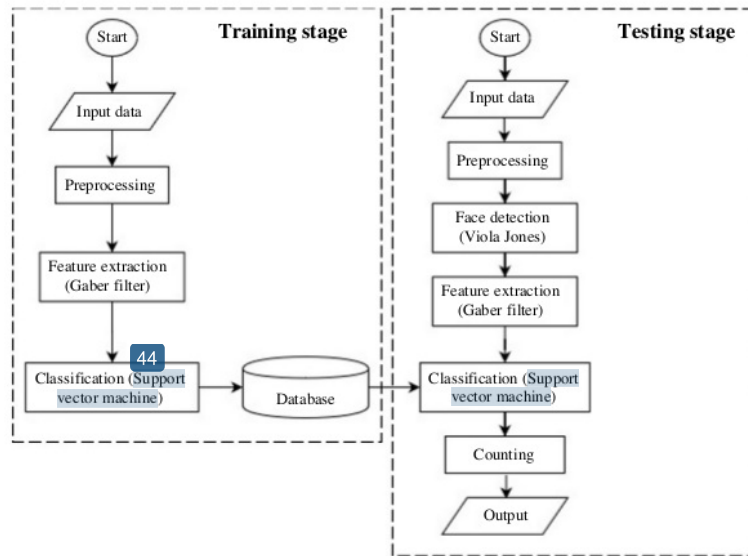 Training stage
Start
Input data
Preprocessing
Feature extraction
(Gaber filter)
44
Classification (Support
vector machine)
Database
Testing stage
Start
Input data
Preprocessing
Face detection
(Viola Jones)
Feature extraction
(Gaber filter)
Classification (Support
vector machine)
Counting
Output